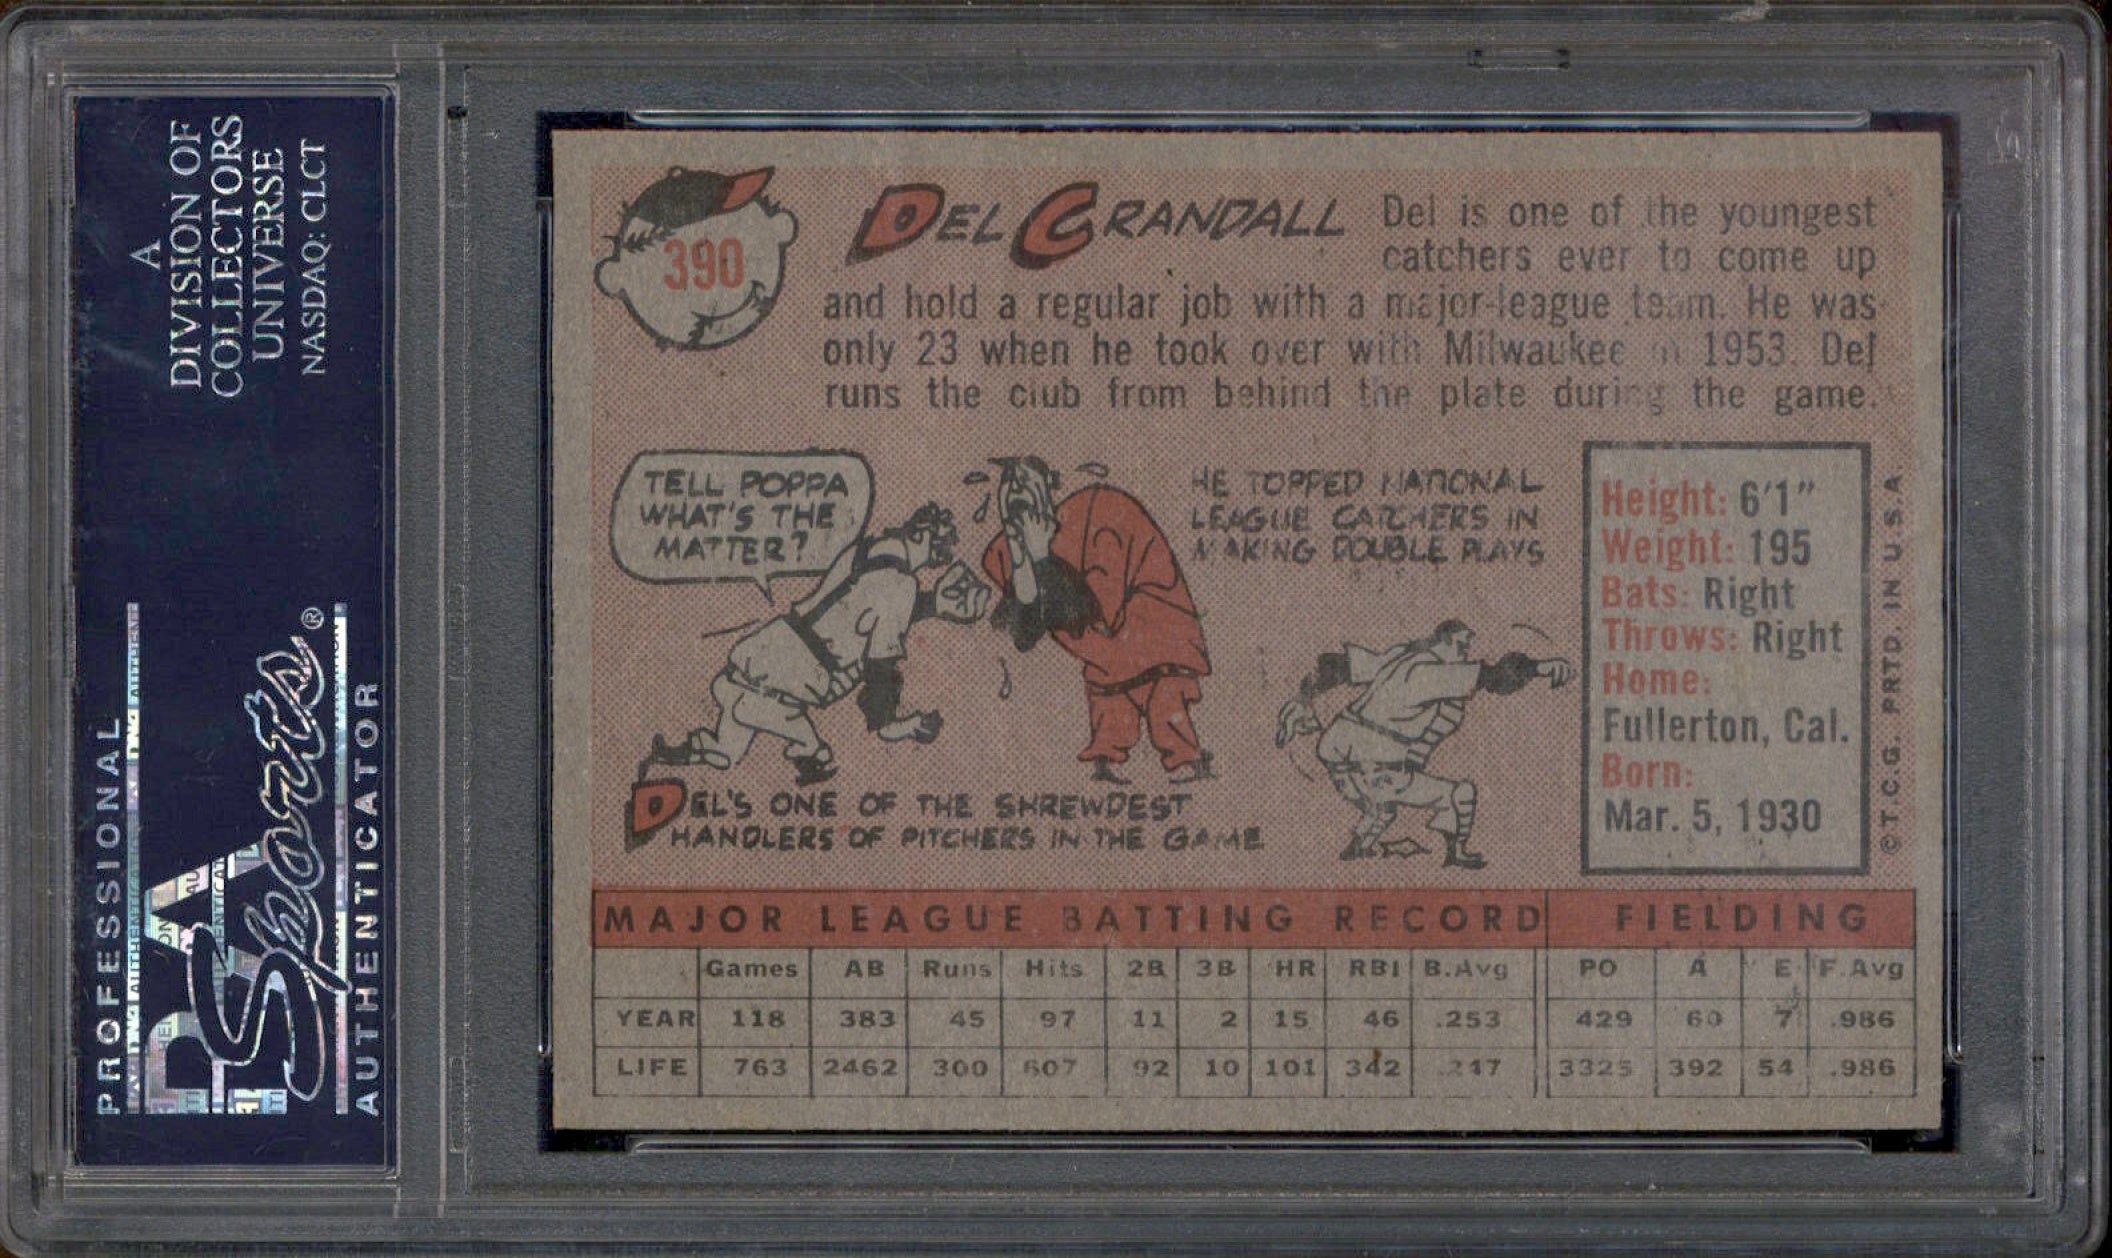 A
DIVISION OF
COLLECTORS
UNIVERSE
NASDAQ: CLCT
PROFESSIONAL
PSA
Sports®
AUTHENTICATOR
390
DEL CRANDALL
Del is one of the youngest
catchers ever to come up
and hold a regular job with a major-league team. He was
only 23 when he took over with Milwaukee in 1953. Del
runs the club from behind the plate during the game.
TELL POPPA
WHAT'S THE
MATTER?
HE TOPPED NATIONAL
LEAGUE CATCHERS IN
MAKING DOUBLE PLAYS
DEL'S ONE OF THE SHREWDEST
HANDLERS OF PITCHERS IN THE GAME
Height: 6'1"
Weight: 195
Bats: Right
Throws: Right
Home:
Fullerton, Cal.
Born:
Mar. 5, 1930
©T.C.G. PRTD. IN U.S.A.
MAJOR LEAGUE BATTING RECORD FIELDING
Games AB Runs Hits 2B 3B HR RBI B.Avg PO A E F.Avg
YEAR 118 383 45 97 11 2 15 46 .253 429 60 7 .986
LIFE 763 2462 300 607 92 10 101 342 .247 3325 392 54 .986